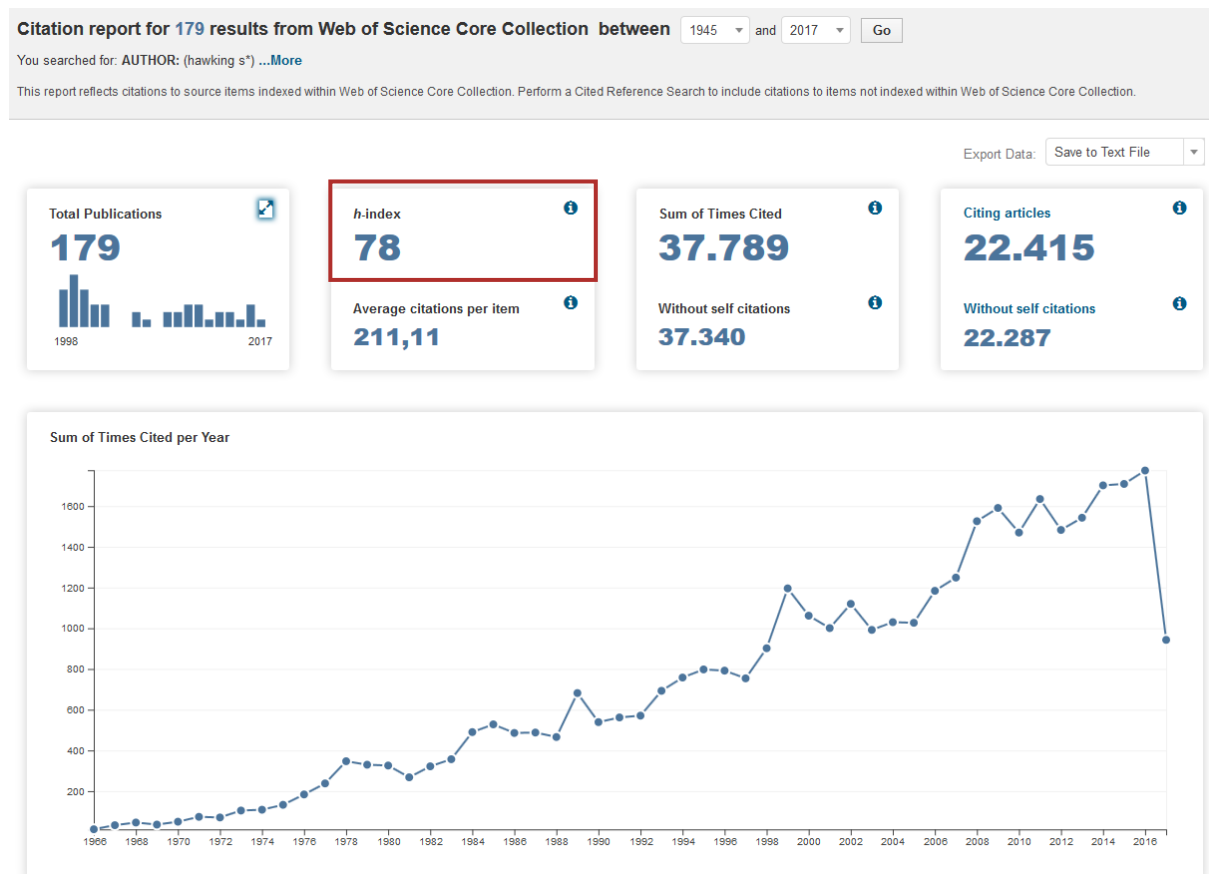 Citation report for 179 results from Web of Science Core Collection between 1945 and 2017 Go
You searched for: AUTHOR: (hawking s*) ...More
This report reflects citations to source items indexed within Web of Science Core Collection. Perform a Cited Reference Search to include citations to items not indexed within Web of Science Core Collection.
Export Data: Save to Text File
Total Publications
179
1998 2017
h-index
78
Average citations per item
211,11
Sum of Times Cited
37.789
Without self citations
37.340
Citing articles
22.415
Without self citations
22.287
Sum of Times Cited per Year
1600
1400
1200
1000
800
600
400
200
1966 1968 1970 1972 1974 1976 1978 1980 1982 1984 1986 1988 1990 1992 1994 1996 1998 2000 2002 2004 2006 2008 2010 2012 2014 2016